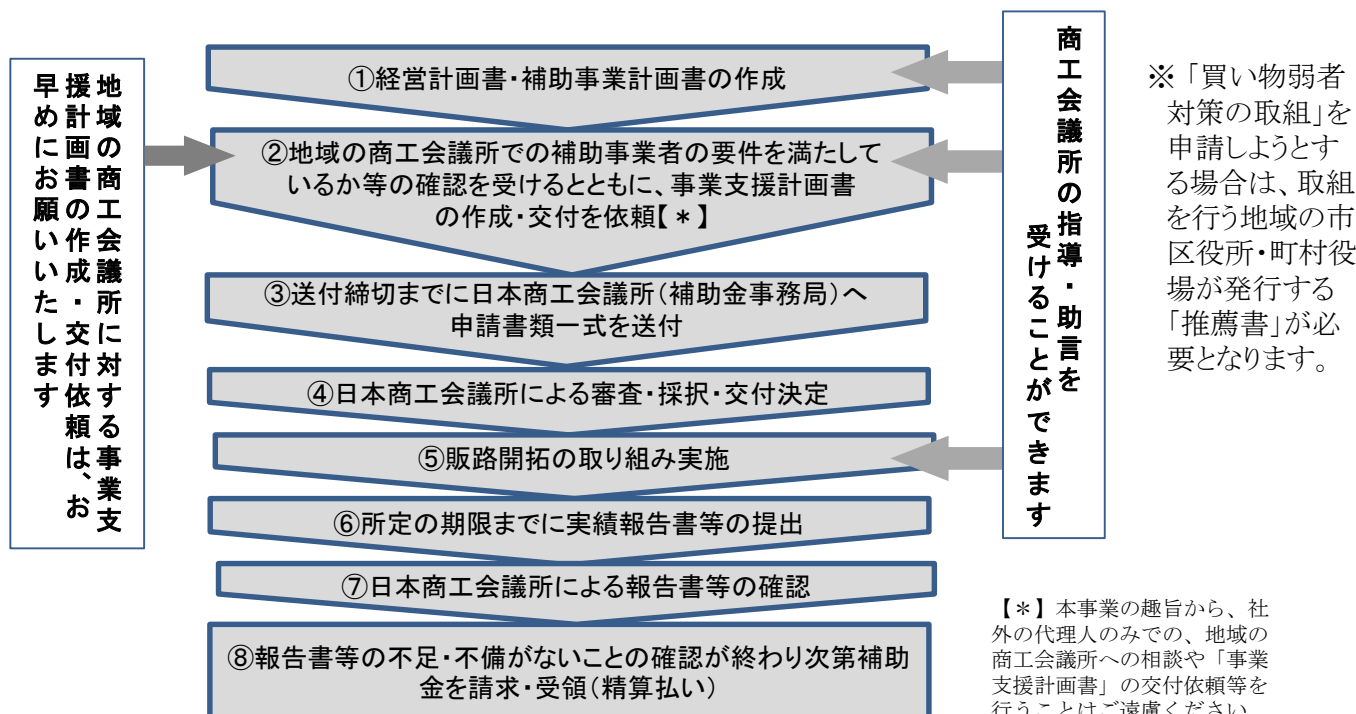 地域の商工会議所に対する事業支
援計画書の作成・交付依頼は、お
早めにお願いいたします
①経営計画書・補助事業計画書の作成
②地域の商工会議所での補助事業者の要件を満たして
いるか等の確認を受けるとともに、事業支援計画書
の作成・交付を依頼【＊】
③送付締切までに日本商工会議所（補助金事務局）へ
申請書類一式を送付
④日本商工会議所による審査・採択・交付決定
⑤販路開拓の取り組み実施
⑥所定の期限までに実績報告書等の提出
⑦日本商工会議所による報告書等の確認
⑧報告書等の不足・不備がないことの確認が終わり次第補助
金を請求・受領（精算払い）
商工会議所の指導・助言を
受けることができます
※「買い物弱者
対策の取組」を
申請しようとす
る場合は、取組
を行う地域の市
区役所・町村役
場が発行する
「推薦書」が必
要となります。
【＊】本事業の趣旨から、社
外の代理人のみでの、地域の
商工会議所への相談や「事業
支援計画書」の交付依頼等を
行うことはご遠慮ください